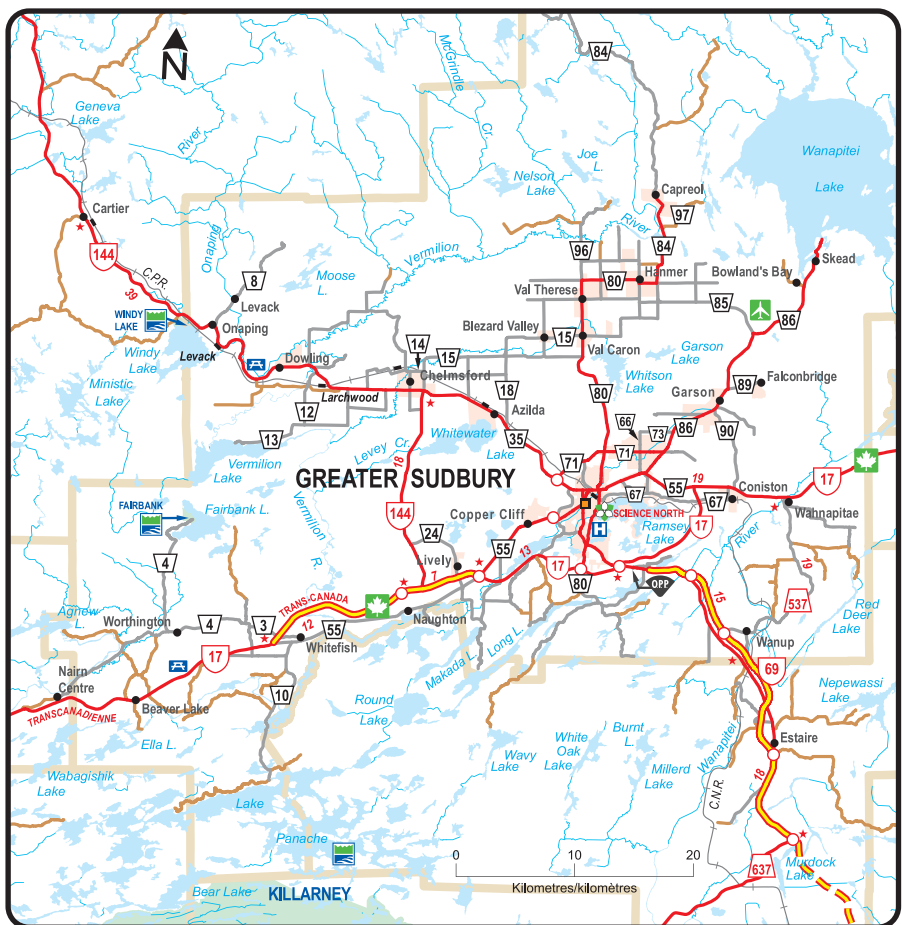 84
McGrindle
Cr.
Geneva
Lake
River
N
Joe
L.
Nelson
Lake
Wanapitei
Lake
Capreol
97
River
84
Cartier
144
39
C.P.R.
Onaping
Vermilion
96
80
Hanmer
Bowland's Bay
Skead
8
Moose
L.
Levack
Val Therese
85
86
WINDY
LAKE
Onaping
Levack
Windy
Lake
Blezard Valley
15
Val Caron
Garson
Lake
14
15
Dowling
Chelmsford
Larchwood
Ministic
Lake
Whitson
Lake
80
Garson
89
Falconbridge
12
13
18
Azilda
35
Whitewater
Lake
66
73
86
90
71
71
Levey Cr.
18
Vermilion
Lake
GREATER SUDBURY
19
17
67
55
67
Coniston
Wahnapitae
FAIRBANK
Fairbank L.
Vermilion
R.
144
Copper Cliff
SCIENCE NORTH
H
Ramsey
Lake
17
River
4
24
Lively
55
13
17
80
7
OPP
19
537
Red
Deer
Lake
TRANS-CANADA
Agnew
L.
Worthington
4
3
12
55
Whitefish
Naughton
Makada L.
Long L.
15
Wanup
69
17
Nairn
Centre
TRANSCANADIENNE
Beaver Lake
10
Round
Lake
Nepewassi
Lake
Ella L.
Wabagishik
Lake
Wavy
Lake
White
Oak
Lake
Burnt
L.
Millerd
Lake
Wanapitei
Estaire
18
C.N.R.
Lake
Panache
Bear Lake
KILLARNEY
0
10
20
Kilometres/kilomètres
637
Murdock
Lake